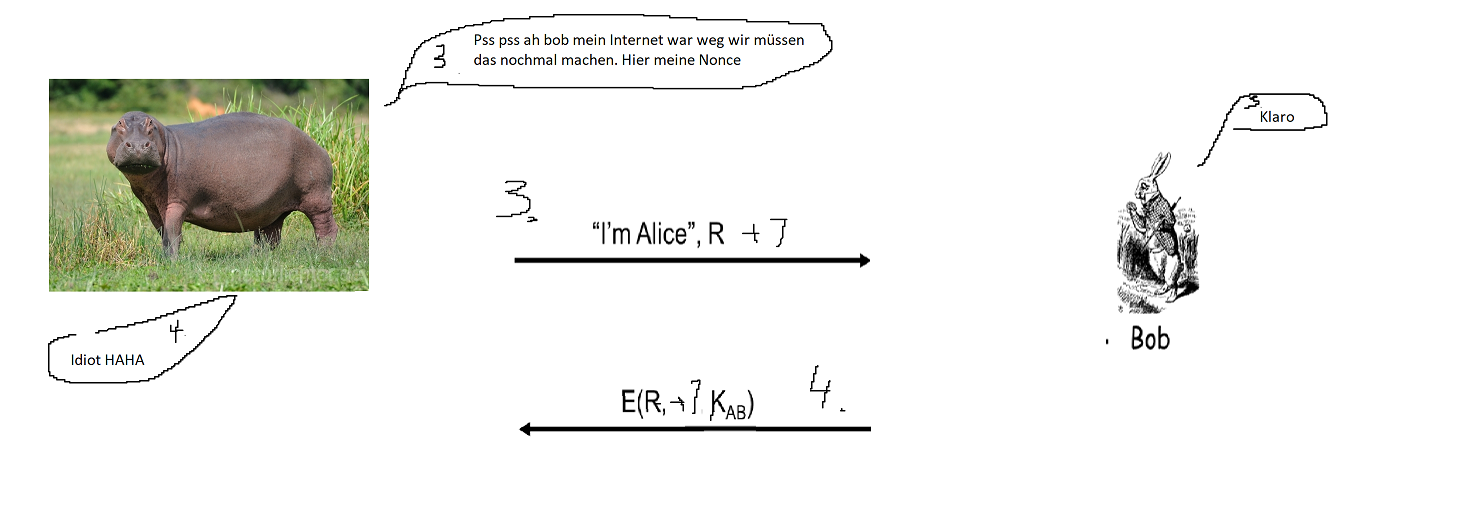 3 Pss pss ah bob mein Internet war weg wir müssen
das nochmal machen. Hier meine Nonce
3 Klaro
3.
“I’m Alice”, R + 7
Bob
4.
Idiot HAHA
E(R, 7 K_AB) 4.